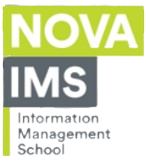 NOVA
IMS
Information
Management
School